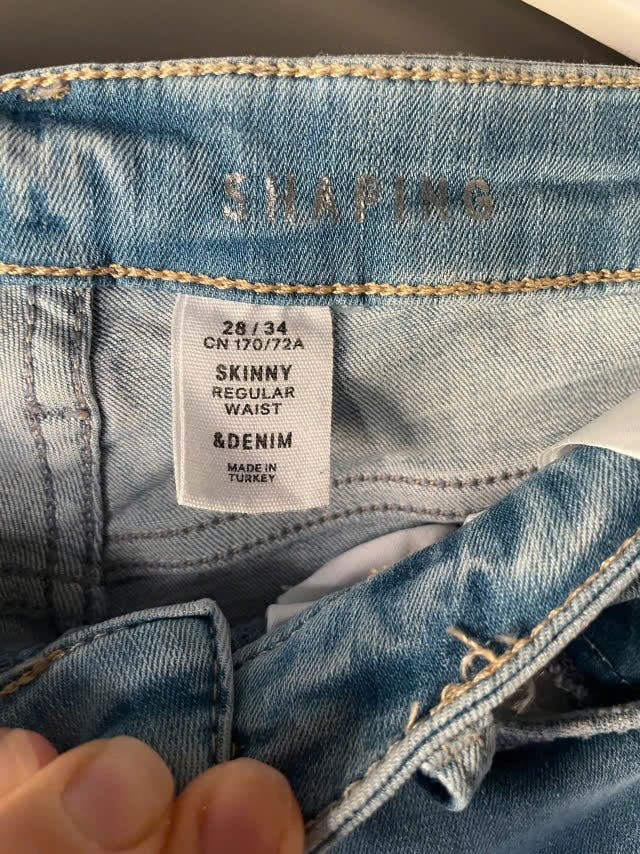 SHAPING
28 / 34
CN 170/72A
SKINNY
REGULAR
WAIST
&DENIM
MADE IN
TURKEY